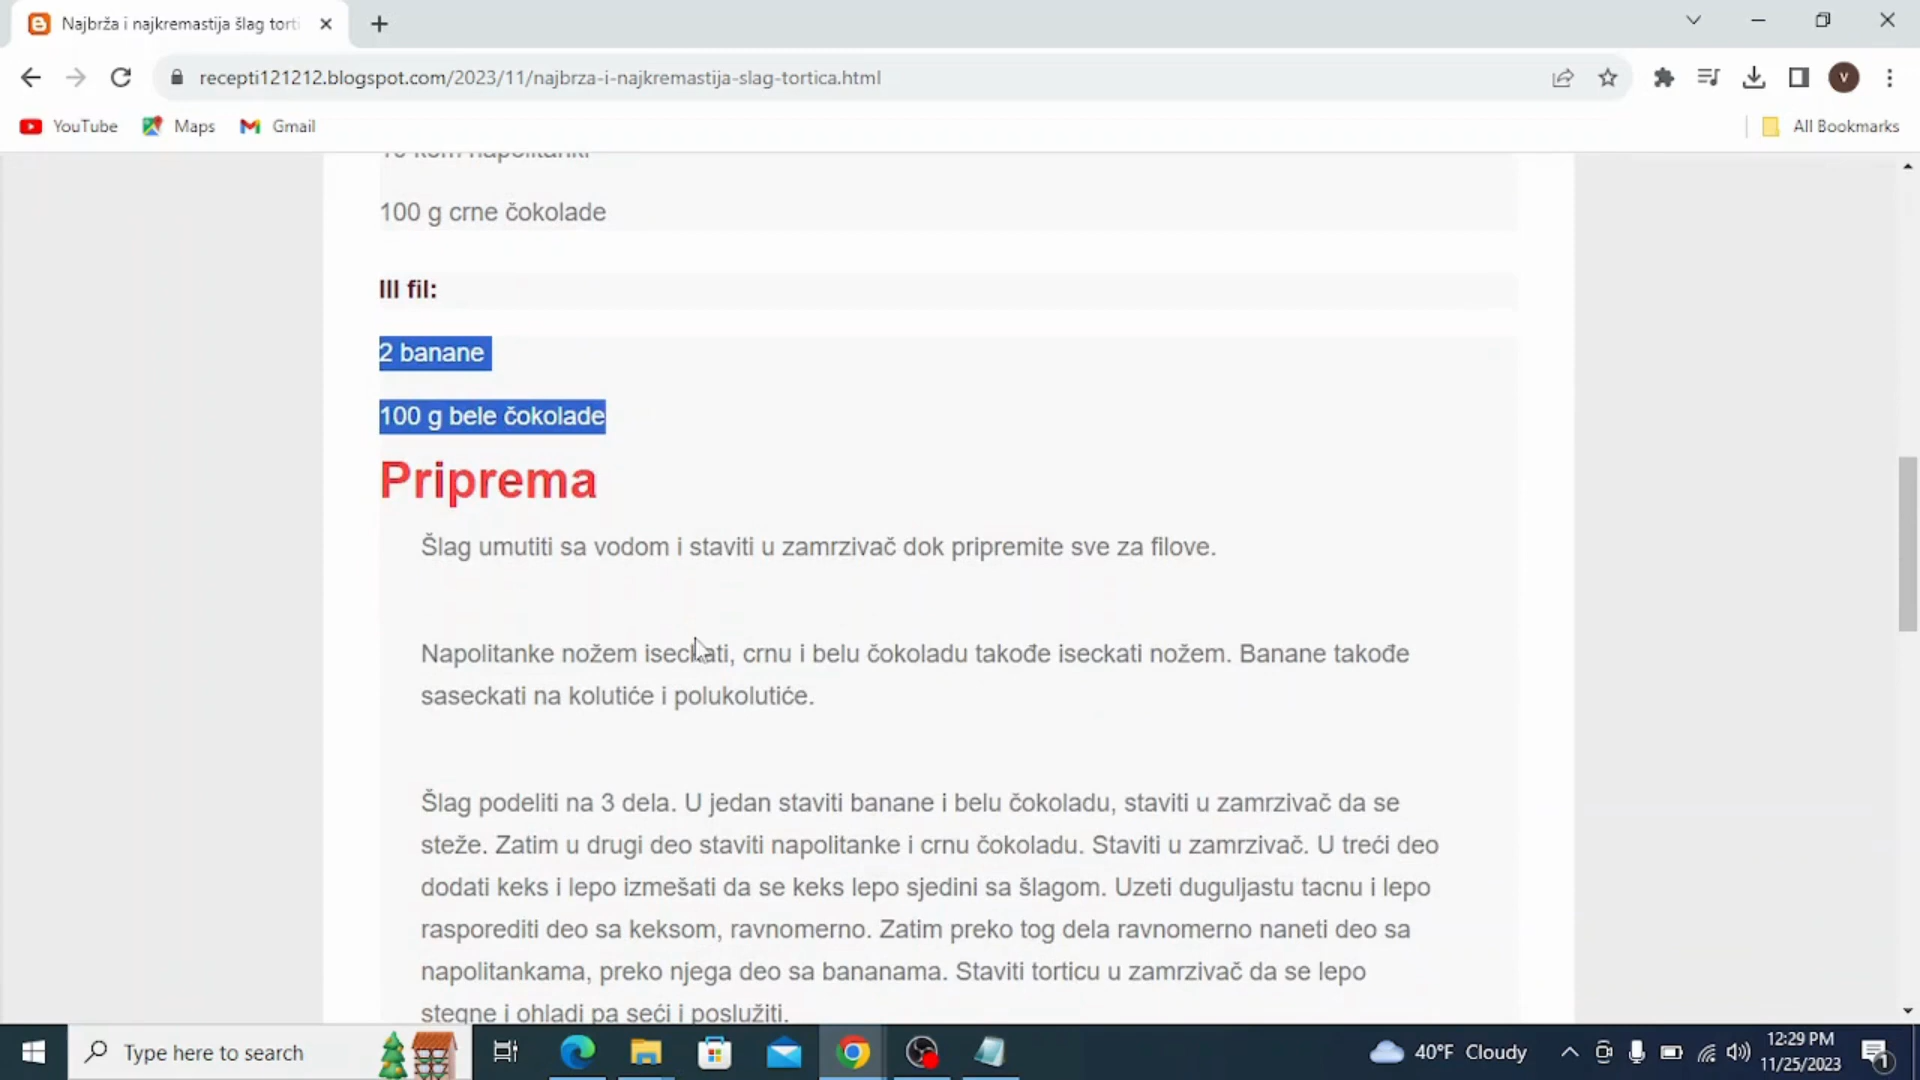 Najbrža i najkremastija šlag torti
recepti121212.blogspot.com/2023/11/najbrza-i-najkremastija-slag-tortica.html
V
YouTube
Maps
Gmail
All Bookmarks
10 kom napolitanki
100 g crne čokolade
III fil:
2 banane
100 g bele čokolade
Priprema
Šlag umutiti sa vodom i staviti u zamrzivač dok pripremite sve za filove.
Napolitanke nožem iseckati, crnu i belu čokoladu takođe iseckati nožem. Banane takođe
saseckati na kolutiće i polukolutiće.
Šlag podeliti na 3 dela. U jedan staviti banane i belu čokoladu, staviti u zamrzivač da se
steže. Zatim u drugi deo staviti napolitanke i crnu čokoladu. Staviti u zamrzivač. U treći deo
dodati keks i lepo izmešati da se keks lepo sjedini sa šlagom. Uzeti duguljastu tacnu i lepo
rasporediti deo sa keksom, ravnomerno. Zatim preko tog dela ravnomerno naneti deo sa
napolitankama, preko njega deo sa bananama. Staviti torticu u zamrzivač da se lepo
stegne i ohladi pa seći i poslužiti.
Type here to search
40°F Cloudy
12:29 PM
11/25/2023
1